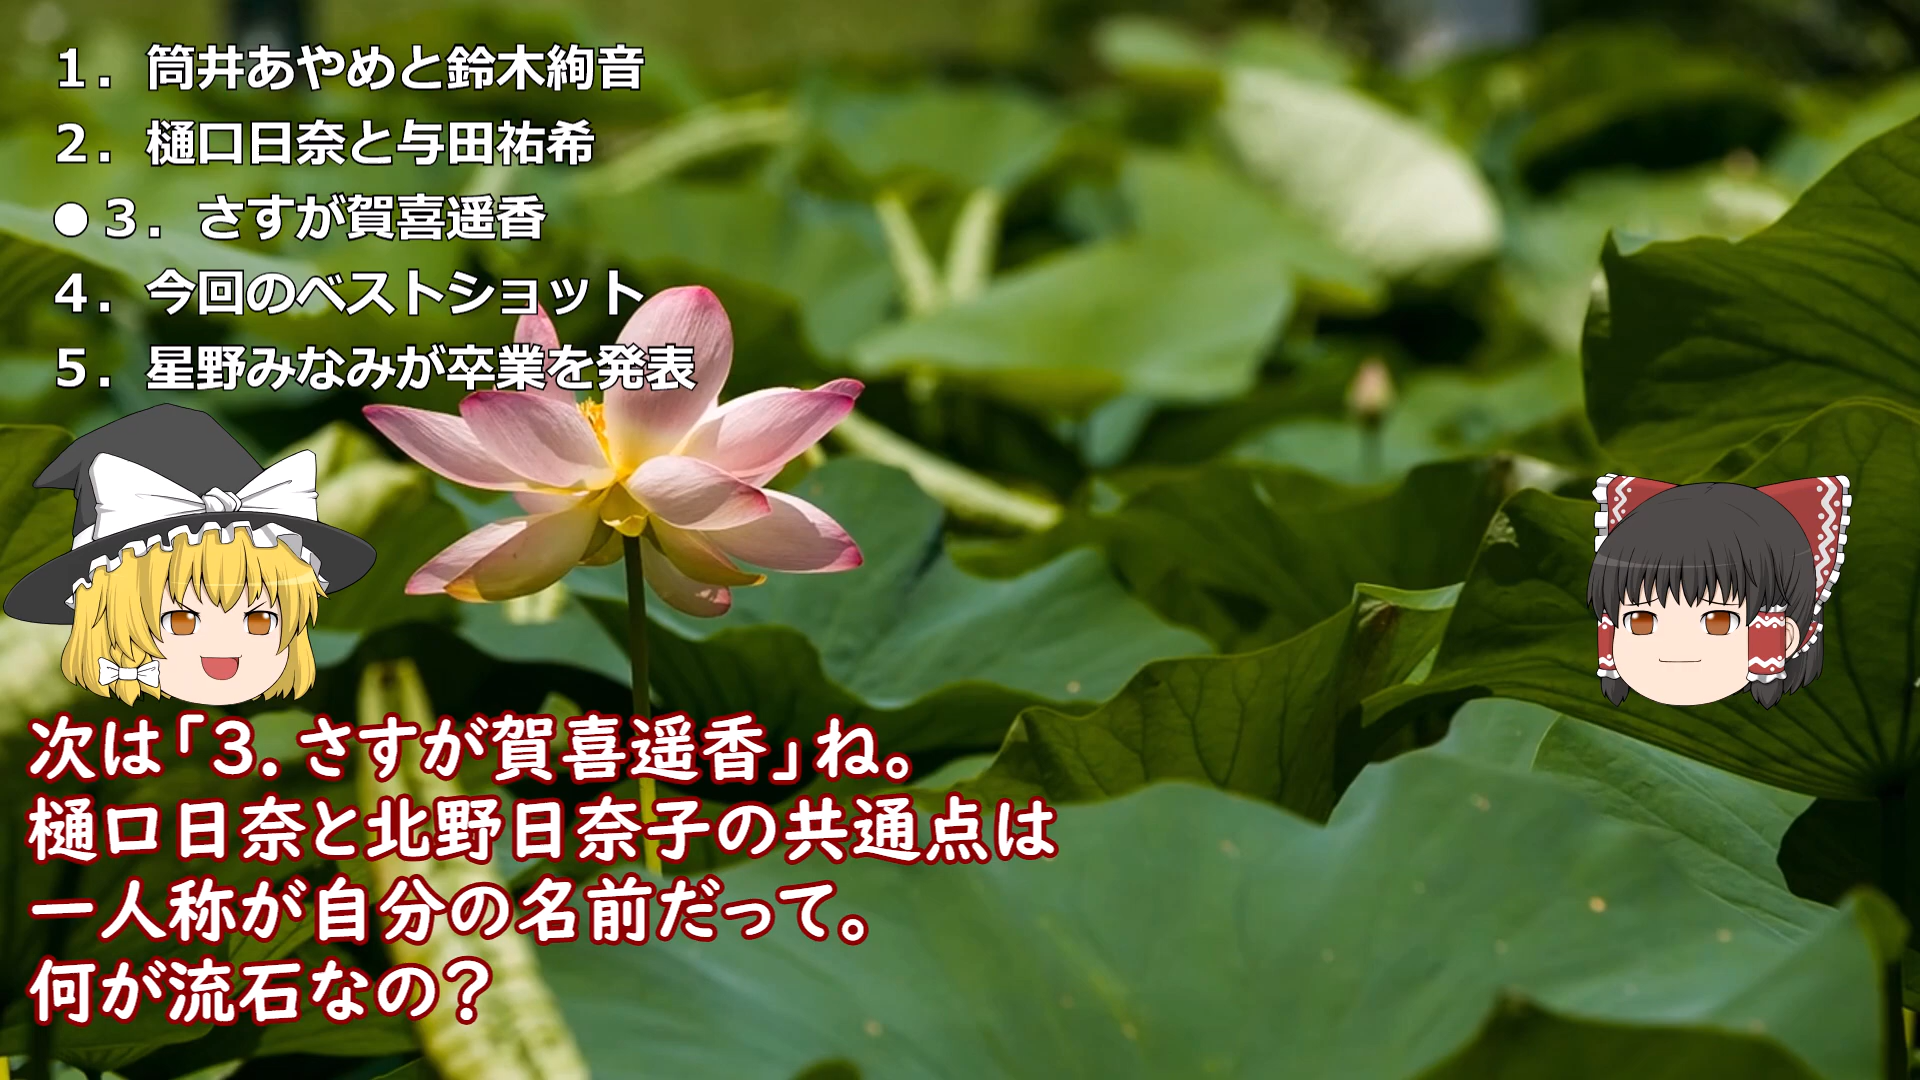 １．筒井あやめと鈴木絢音
２．樋口日奈と与田祐希
●３．さすが賀喜遥香
４．今回のベストショット
５．星野みなみが卒業を発表
次は「３．さすが賀喜遥香」ね。
樋口日奈と北野日奈子の共通点は
一人称が自分の名前だって。
何が流石なの？